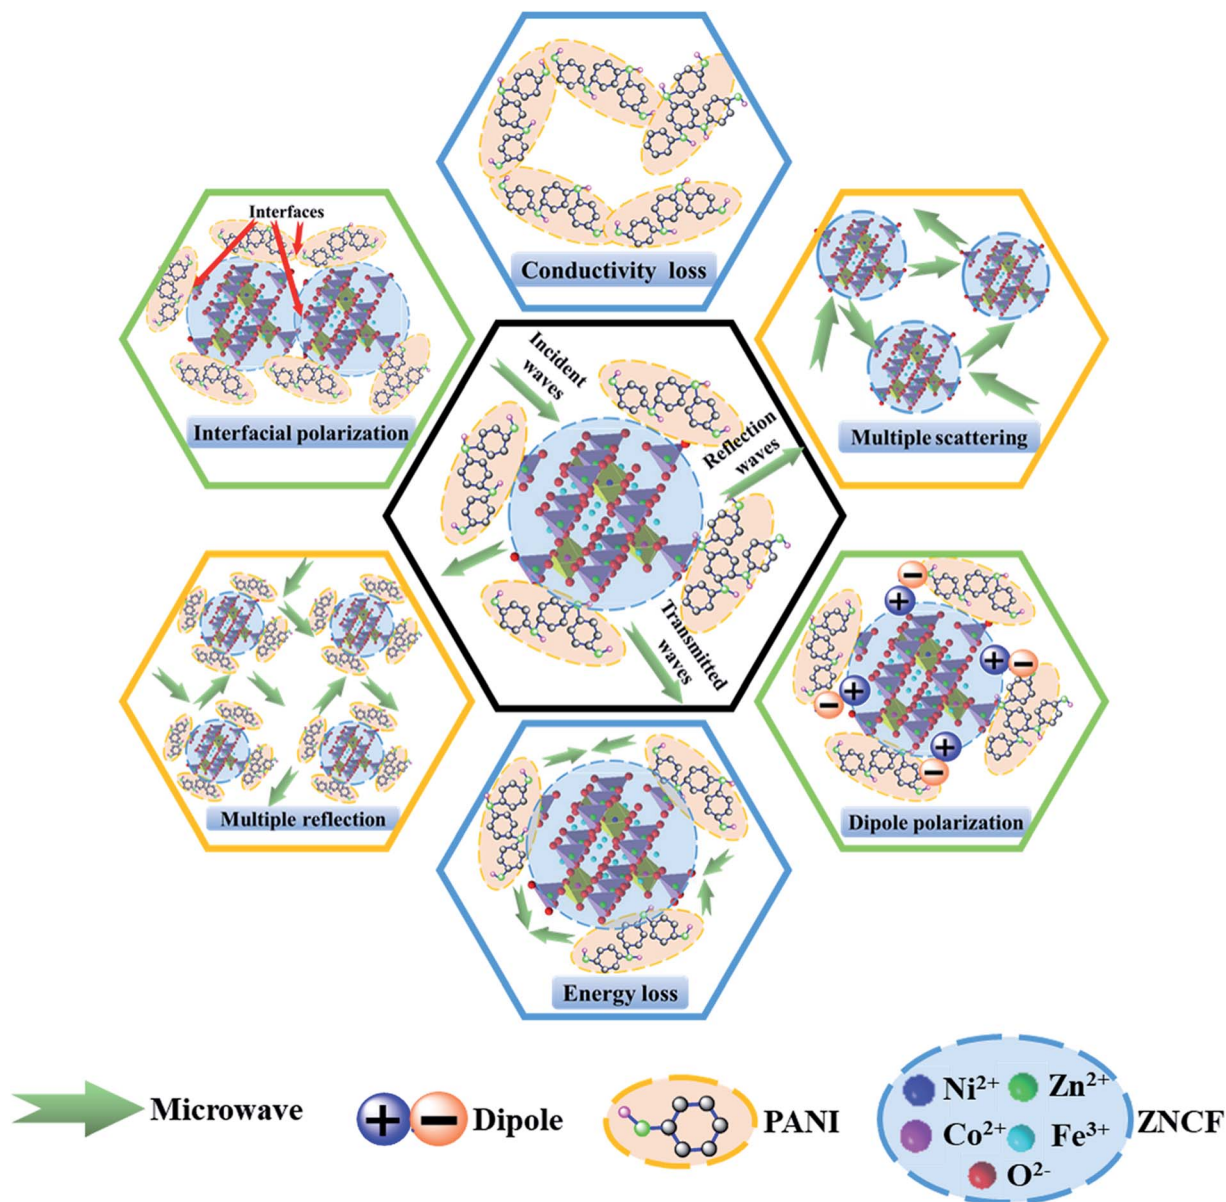 Conductivity loss
Interfaces
Interfacial polarization
Multiple scattering
Incident
waves
Reflection
waves
Transmitted
waves
Multiple reflection
Dipole polarization
Energy loss
Microwave
+ − Dipole
PANI
Ni²⁺ Zn²⁺
Co²⁺ Fe³⁺
O²⁻
ZNCF